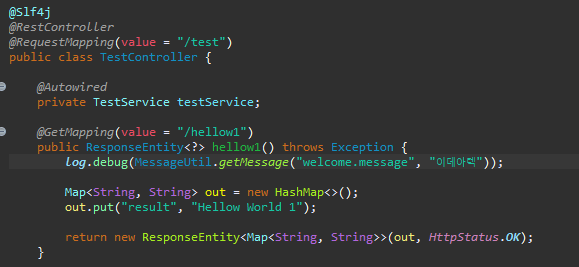 @Slf4j
@RestController
@RequestMapping(value = "/test")
public class TestController {
@Autowired
private TestService testService;
@GetMapping(value = "/hellow1")
public ResponseEntity<?> hellow1() throws Exception {
log.debug(MessageUtil.getMessage("welcome.message", "이데아텍"));
Map<String, String> out = new HashMap<>();
out.put("result", "Hellow World 1");
return new ResponseEntity<Map<String, String>>(out, HttpStatus.OK);
}